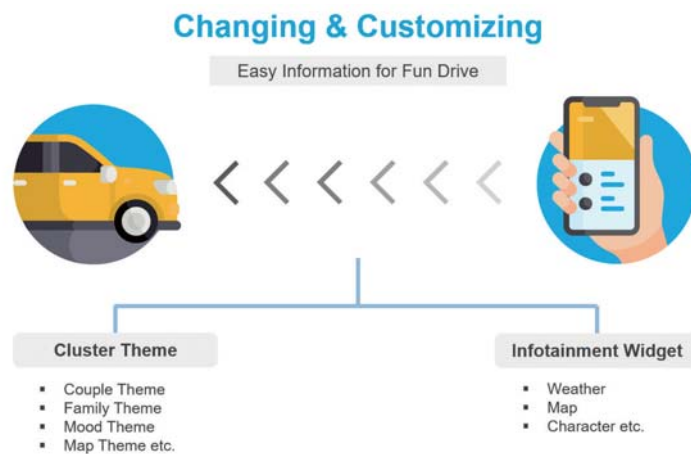 Changing & Customizing
Easy Information for Fun Drive
Cluster Theme
▪ Couple Theme
▪ Family Theme
▪ Mood Theme
▪ Map Theme etc.
Infotainment Widget
▪ Weather
▪ Map
▪ Character etc.